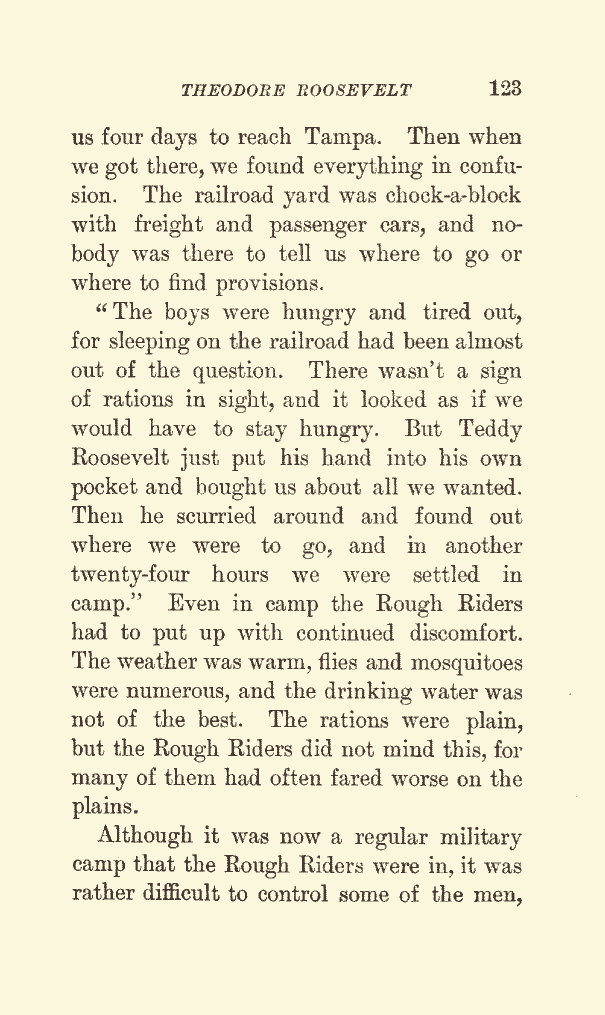 THEODORE ROOSEVELT 123
us four days to reach Tampa. Then when
we got there, we found everything in confu-
sion. The railroad yard was chock-a-block
with freight and passenger cars, and no-
body was there to tell us where to go or
where to find provisions.
“The boys were hungry and tired out,
for sleeping on the railroad had been almost
out of the question. There wasn’t a sign
of rations in sight, and it looked as if we
would have to stay hungry. But Teddy
Roosevelt just put his hand into his own
pocket and bought us about all we wanted.
Then he scurried around and found out
where we were to go, and in another
twenty-four hours we were settled in
camp.” Even in camp the Rough Riders
had to put up with continued discomfort.
The weather was warm, flies and mosquitoes
were numerous, and the drinking water was
not of the best. The rations were plain,
but the Rough Riders did not mind this, for
many of them had often fared worse on the
plains.
Although it was now a regular military
camp that the Rough Riders were in, it was
rather difficult to control some of the men,